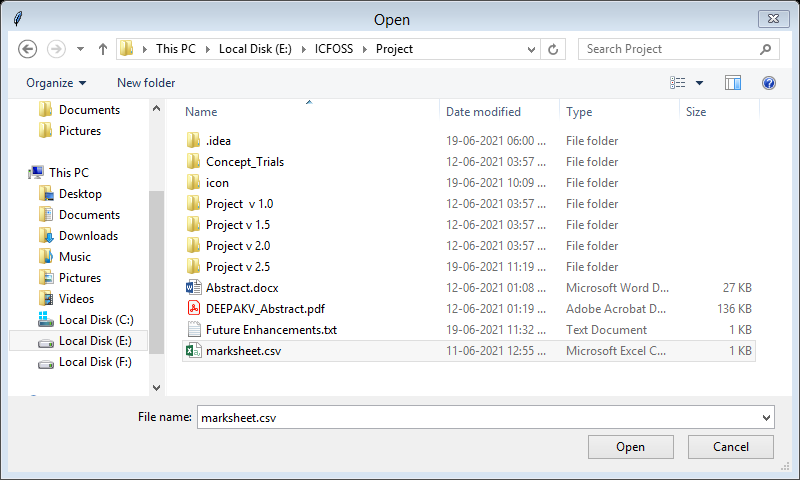 Open
This PC Local Disk (E:) ICFOSS Project Search Project
Organize New folder
Documents
Pictures
This PC
Desktop
Documents
Downloads
Music
Pictures
Videos
Local Disk (C:)
Local Disk (E:)
Local Disk (F:)
Name Date modified Type Size
.idea 19-06-2021 06:00 ... File folder
Concept_Trials 12-06-2021 03:57 ... File folder
icon 19-06-2021 10:09 ... File folder
Project  v 1.0 12-06-2021 03:57 ... File folder
Project v 1.5 12-06-2021 03:57 ... File folder
Project v 2.0 12-06-2021 03:57 ... File folder
Project v 2.5 19-06-2021 11:19 ... File folder
Abstract.docx 12-06-2021 01:08 ... Microsoft Word D... 27 KB
DEEPAKV_Abstract.pdf 12-06-2021 01:19 ... Adobe Acrobat D... 136 KB
Future Enhancements.txt 19-06-2021 11:32 ... Text Document 1 KB
marksheet.csv 11-06-2021 12:55 ... Microsoft Excel C... 1 KB
File name: marksheet.csv
Open Cancel